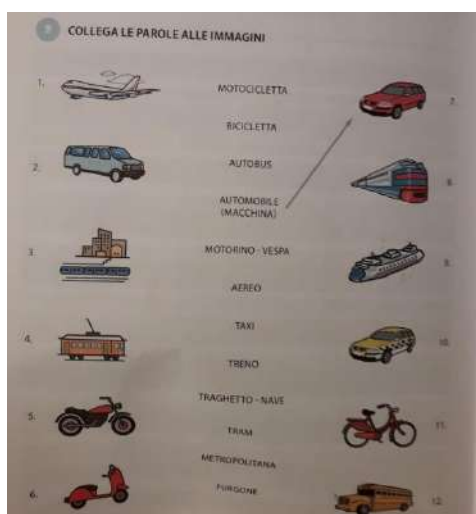 2 COLLEGA LE PAROLE ALLE IMMAGINI
1.
MOTOCICLETTA
7.
BICICLETTA
2.
AUTOBUS
8.
AUTOMOBILE
(MACCHINA)
3.
MOTORINO - VESPA
9.
AEREO
4.
TAXI
10.
TRENO
TRAGHETTO - NAVE
5.
TRAM
11.
METROPOLITANA
6.
FURGONE
12.